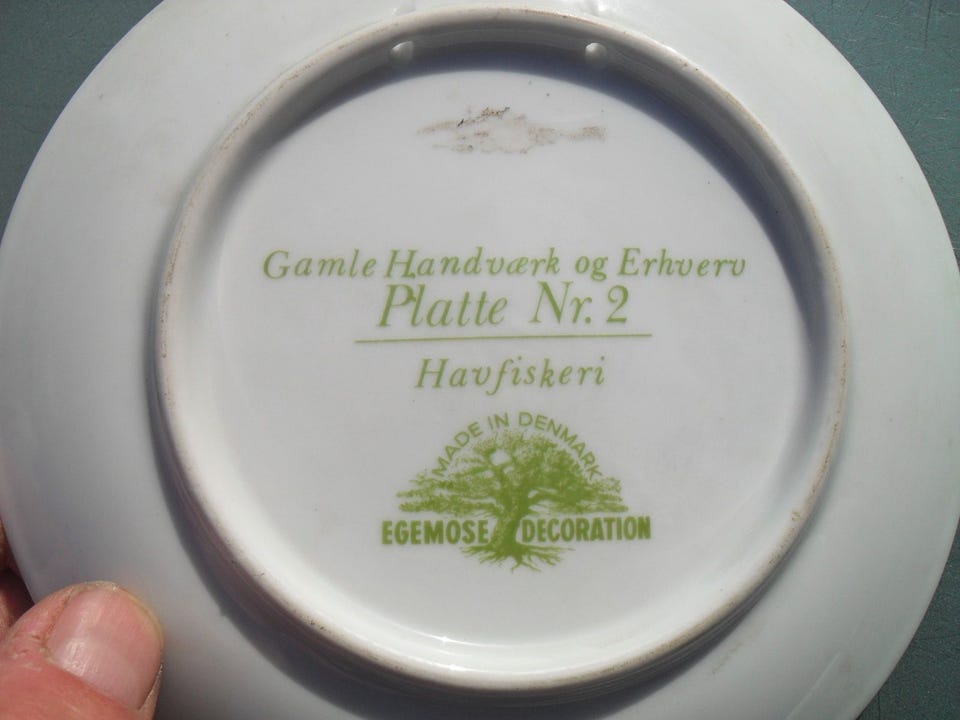 Gamle Handværk og Erhverv
Platte Nr. 2
Havfiskeri
MADE IN DENMARK
EGEMOSE DECORATION